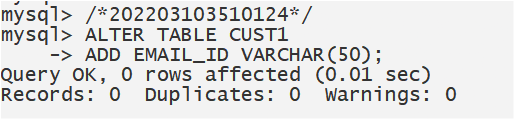 mysql> /*202203103510124*/
mysql> ALTER TABLE CUST1
    -> ADD EMAIL_ID VARCHAR(50);
Query OK, 0 rows affected (0.01 sec)
Records: 0  Duplicates: 0  Warnings: 0